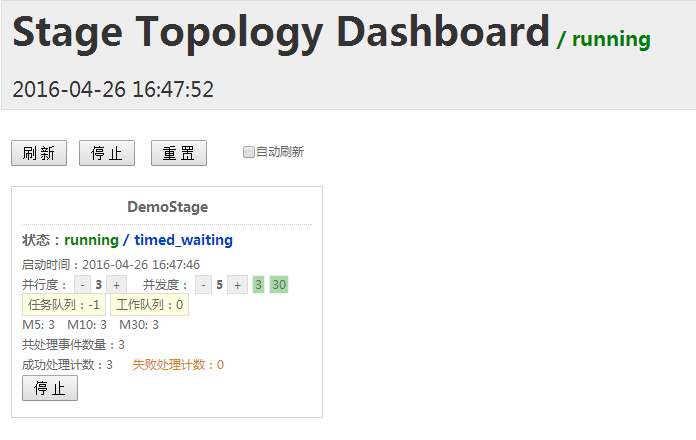 Stage Topology Dashboard / running
2016-04-26 16:47:52
刷 新 停 止 重 置 自动刷新
DemoStage
状态：running / timed_waiting
启动时间：2016-04-26 16:47:46
并行度： - 3 + 并发度： - 5 + 3 30
任务队列：-1 工作队列：0
M5: 3 M10: 3 M30: 3
共处理事件数量：3
成功处理计数：3 失败处理计数：0
停 止